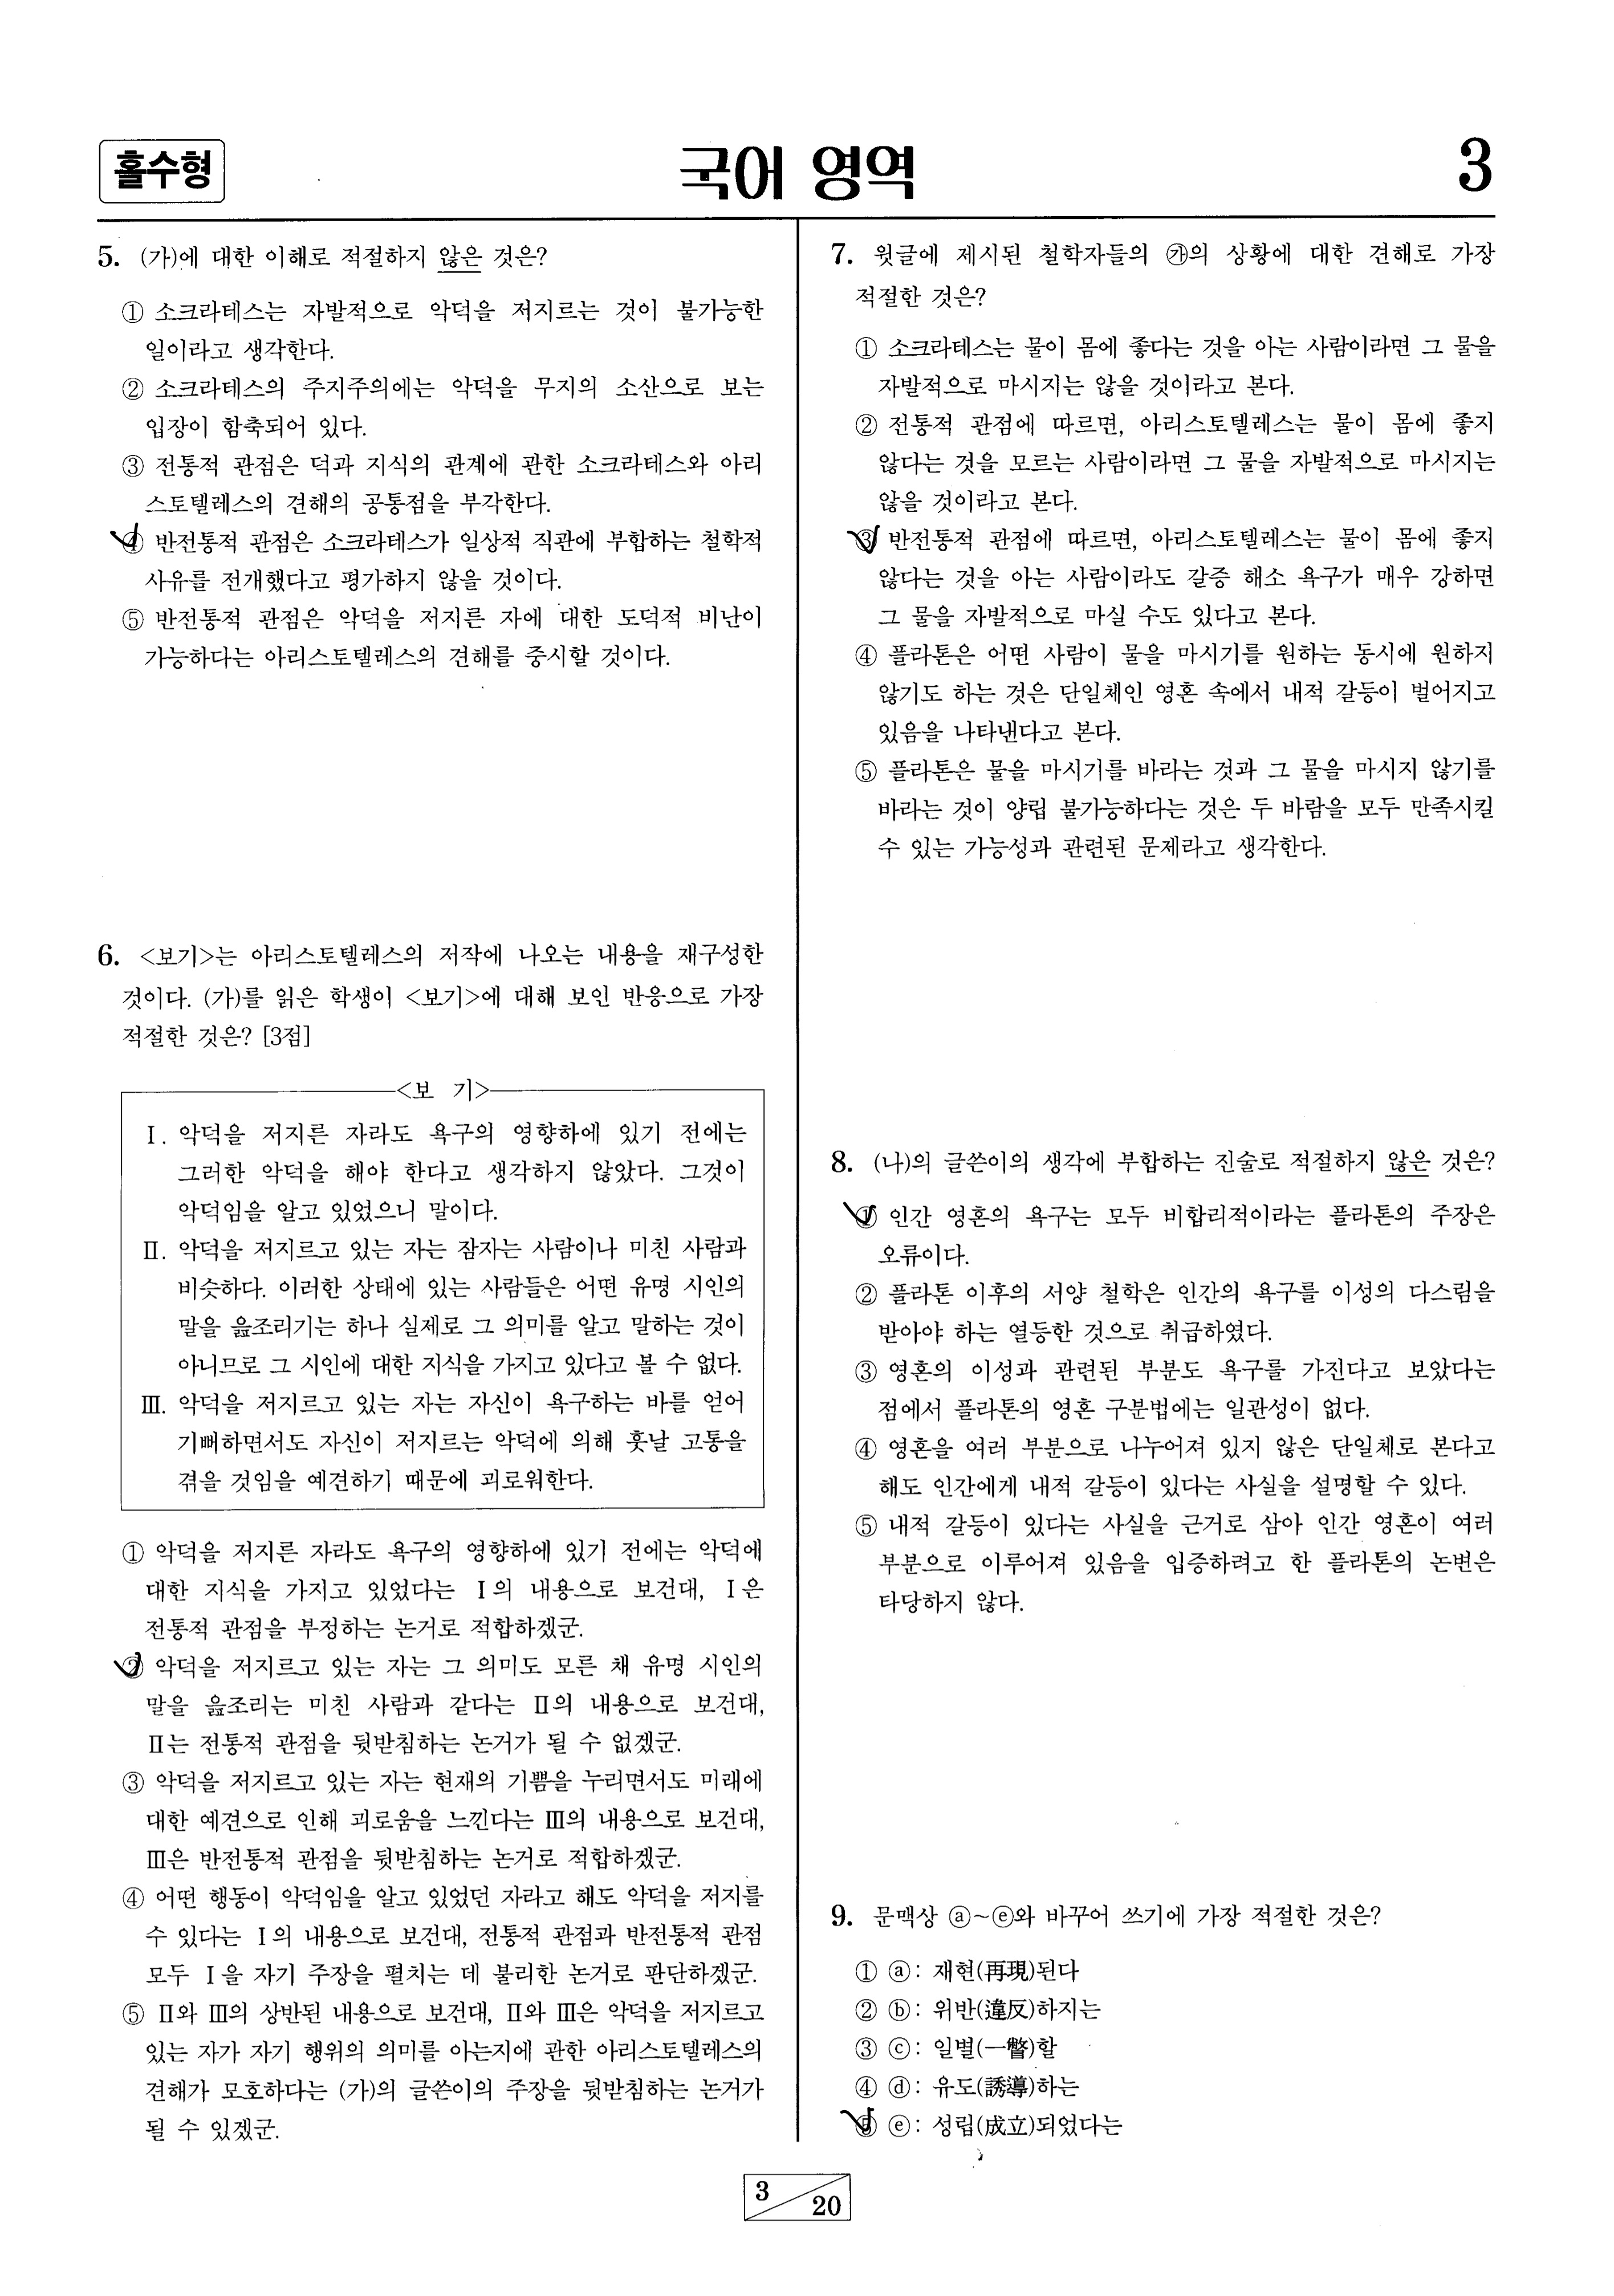 홀수형
국어 영역
3
5. (가)에 대한 이해로 적절하지 않은 것은?
① 소크라테스는 자발적으로 악덕을 저지르는 것이 불가능한
일이라고 생각한다.
② 소크라테스의 주지주의에는 악덕을 무지의 소산으로 보는
입장이 함축되어 있다.
③ 전통적 관점은 덕과 지식의 관계에 관한 소크라테스와 아리
스토텔레스의 견해의 공통점을 부각한다.
④ 반전통적 관점은 소크라테스가 일상적 직관에 부합하는 철학적
사유를 전개했다고 평가하지 않을 것이다.
⑤ 반전통적 관점은 악덕을 저지른 자에 대한 도덕적 비난이
가능하다는 아리스토텔레스의 견해를 중시할 것이다.
6. <보기>는 아리스토텔레스의 저작에 나오는 내용을 재구성한
것이다. (가)를 읽은 학생이 <보기>에 대해 보인 반응으로 가장
적절한 것은? [3점]
<보 기>
Ⅰ. 악덕을 저지른 자라도 욕구의 영향하에 있기 전에는
그러한 악덕을 해야 한다고 생각하지 않았다. 그것이
악덕임을 알고 있었으니 말이다.
Ⅱ. 악덕을 저지르고 있는 자는 잠자는 사람이나 미친 사람과
비슷하다. 이러한 상태에 있는 사람들은 어떤 유명 시인의
말을 읊조리기는 하나 실제로 그 의미를 알고 말하는 것이
아니므로 그 시인에 대한 지식을 가지고 있다고 볼 수 없다.
Ⅲ. 악덕을 저지르고 있는 자는 자신이 욕구하는 바를 얻어
기뻐하면서도 자신이 저지르는 악덕에 의해 훗날 고통을
겪을 것임을 예견하기 때문에 괴로워한다.
① 악덕을 저지른 자라도 욕구의 영향하에 있기 전에는 악덕에
대한 지식을 가지고 있었다는 Ⅰ의 내용으로 보건대, Ⅰ은
전통적 관점을 부정하는 논거로 적합하겠군.
② 악덕을 저지르고 있는 자는 그 의미도 모른 채 유명 시인의
말을 읊조리는 미친 사람과 같다는 Ⅱ의 내용으로 보건대,
Ⅱ는 전통적 관점을 뒷받침하는 논거가 될 수 없겠군.
③ 악덕을 저지르고 있는 자는 현재의 기쁨을 누리면서도 미래에
대한 예견으로 인해 괴로움을 느낀다는 Ⅲ의 내용으로 보건대,
Ⅲ은 반전통적 관점을 뒷받침하는 논거로 적합하겠군.
④ 어떤 행동이 악덕임을 알고 있었던 자라고 해도 악덕을 저지를
수 있다는 Ⅰ의 내용으로 보건대, 전통적 관점과 반전통적 관점
모두 Ⅰ을 자기 주장을 펼치는 데 불리한 논거로 판단하겠군.
⑤ Ⅱ와 Ⅲ의 상반된 내용으로 보건대, Ⅱ와 Ⅲ은 악덕을 저지르고
있는 자가 자기 행위의 의미를 아는지에 관한 아리스토텔레스의
견해가 모호하다는 (가)의 글쓴이의 주장을 뒷받침하는 논거가
될 수 있겠군.
7. 윗글에 제시된 철학자들의 ㉮의 상황에 대한 견해로 가장
적절한 것은?
① 소크라테스는 물이 몸에 좋다는 것을 아는 사람이라면 그 물을
자발적으로 마시지는 않을 것이라고 본다.
② 전통적 관점에 따르면, 아리스토텔레스는 물이 몸에 좋지
않다는 것을 모르는 사람이라면 그 물을 자발적으로 마시지는
않을 것이라고 본다.
③ 반전통적 관점에 따르면, 아리스토텔레스는 물이 몸에 좋지
않다는 것을 아는 사람이라도 갈증 해소 욕구가 매우 강하면
그 물을 자발적으로 마실 수도 있다고 본다.
④ 플라톤은 어떤 사람이 물을 마시기를 원하는 동시에 원하지
않기도 하는 것은 단일체인 영혼 속에서 내적 갈등이 벌어지고
있음을 나타낸다고 본다.
⑤ 플라톤은 물을 마시기를 바라는 것과 그 물을 마시지 않기를
바라는 것이 양립 불가능하다는 것은 두 바람을 모두 만족시킬
수 있는 가능성과 관련된 문제라고 생각한다.
8. (나)의 글쓴이의 생각에 부합하는 진술로 적절하지 않은 것은?
① 인간 영혼의 욕구는 모두 비합리적이라는 플라톤의 주장은
오류이다.
② 플라톤 이후의 서양 철학은 인간의 욕구를 이성의 다스림을
받아야 하는 열등한 것으로 취급하였다.
③ 영혼의 이성과 관련된 부분도 욕구를 가진다고 보았다는
점에서 플라톤의 영혼 구분법에는 일관성이 없다.
④ 영혼을 여러 부분으로 나누어져 있지 않은 단일체로 본다고
해도 인간에게 내적 갈등이 있다는 사실을 설명할 수 있다.
⑤ 내적 갈등이 있다는 사실을 근거로 삼아 인간 영혼이 여러
부분으로 이루어져 있음을 입증하려고 한 플라톤의 논변은
타당하지 않다.
9. 문맥상 ⓐ~ⓔ와 바꾸어 쓰기에 가장 적절한 것은?
① ⓐ: 재현(再現)된다
② ⓑ: 위반(違反)하지는
③ ⓒ: 일별(一瞥)할
④ ⓓ: 유도(誘導)하는
⑤ ⓔ: 성립(成立)되었다는
3
20